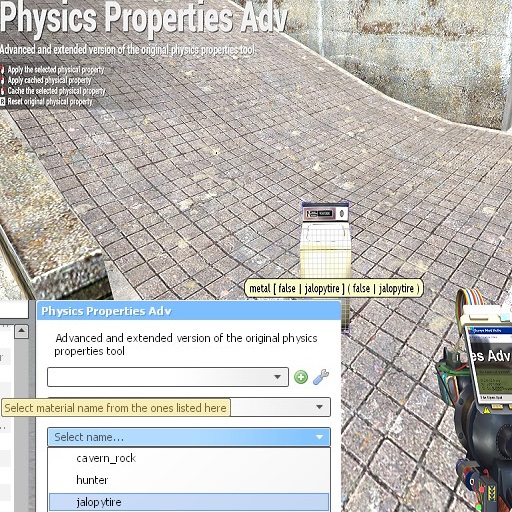 Physics Properties Adv
Advanced and extended version of the original physics properties tool
Apply the selected physical property
Apply cached physical property
Cache the selected physical property
R Reset original physical property
metal [ false | jalopytire ] ( false | jalopytire )
Physics Properties Adv
Advanced and extended version of the original physics
properties tool
Select material name from the ones listed here
Select name...
cavern_rock
hunter
jalopytire
es Adv